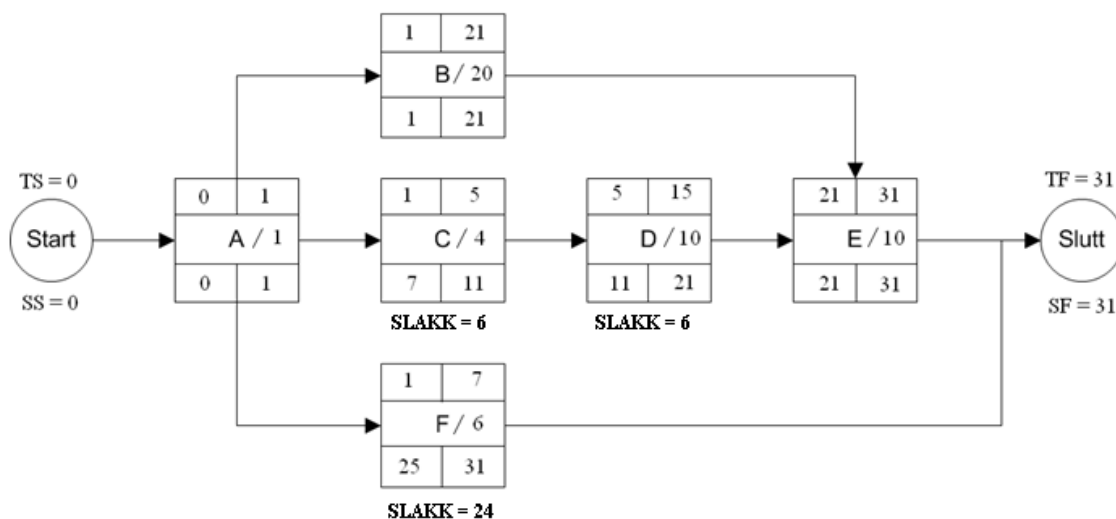 1 21
B / 20
1 21
TS = 0
Start
SS = 0
0 1
A / 1
0 1
1 5
C / 4
7 11
SLAKK = 6
5 15
D / 10
11 21
SLAKK = 6
21 31
E / 10
21 31
TF = 31
Slutt
SF = 31
1 7
F / 6
25 31
SLAKK = 24